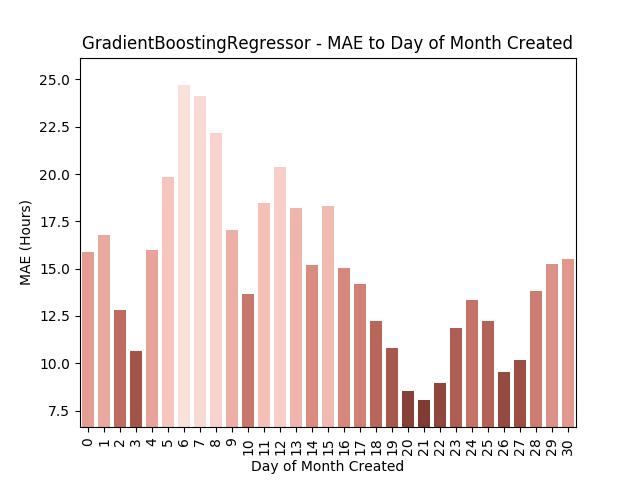 GradientBoostingRegressor - MAE to Day of Month Created
MAE (Hours)
25.0
22.5
20.0
17.5
15.0
12.5
10.0
7.5
0 1 2 3 4 5 6 7 8 9 10 11 12 13 14 15 16 17 18 19 20 21 22 23 24 25 26 27 28 29 30
Day of Month Created